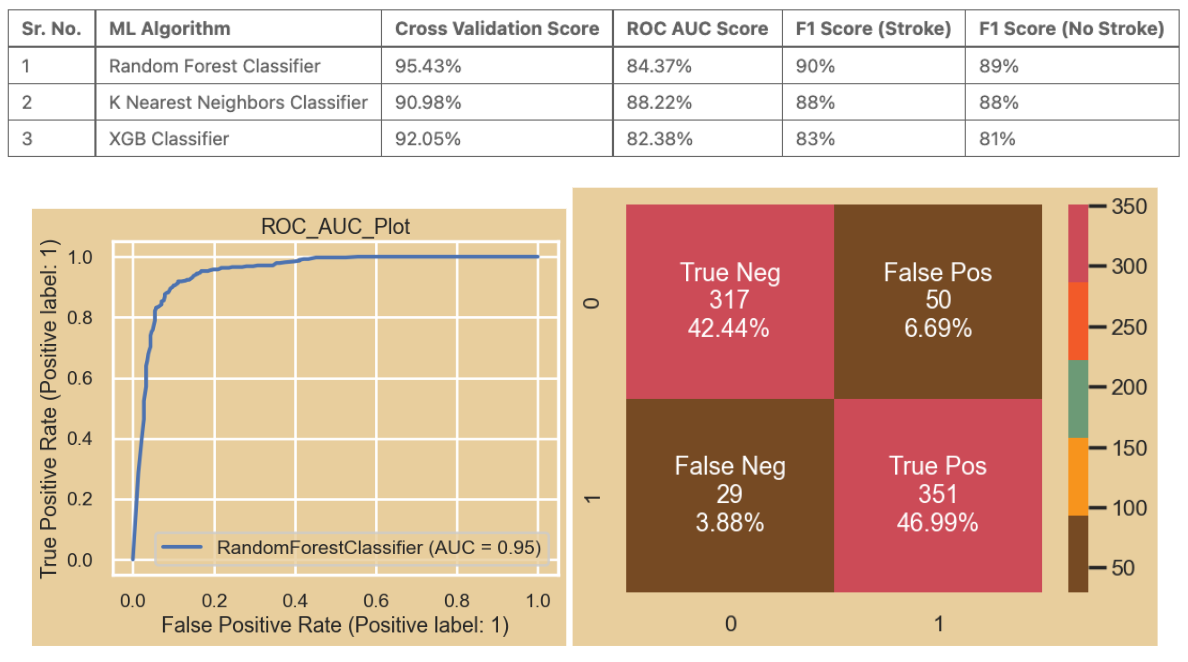 Sr. No. ML Algorithm Cross Validation Score ROC AUC Score F1 Score (Stroke) F1 Score (No Stroke)
1 Random Forest Classifier 95.43% 84.37% 90% 89%
2 K Nearest Neighbors Classifier 90.98% 88.22% 88% 88%
3 XGB Classifier 92.05% 82.38% 83% 81%
ROC_AUC_Plot
True Positive Rate (Positive label: 1)
1.0
0.8
0.6
0.4
0.2
0.0
RandomForestClassifier (AUC = 0.95)
0.0 0.2 0.4 0.6 0.8 1.0
False Positive Rate (Positive label: 1)
0
True Neg
317
42.44%
False Pos
50
6.69%
1
False Neg
29
3.88%
True Pos
351
46.99%
0 1
350
300
250
200
150
100
50